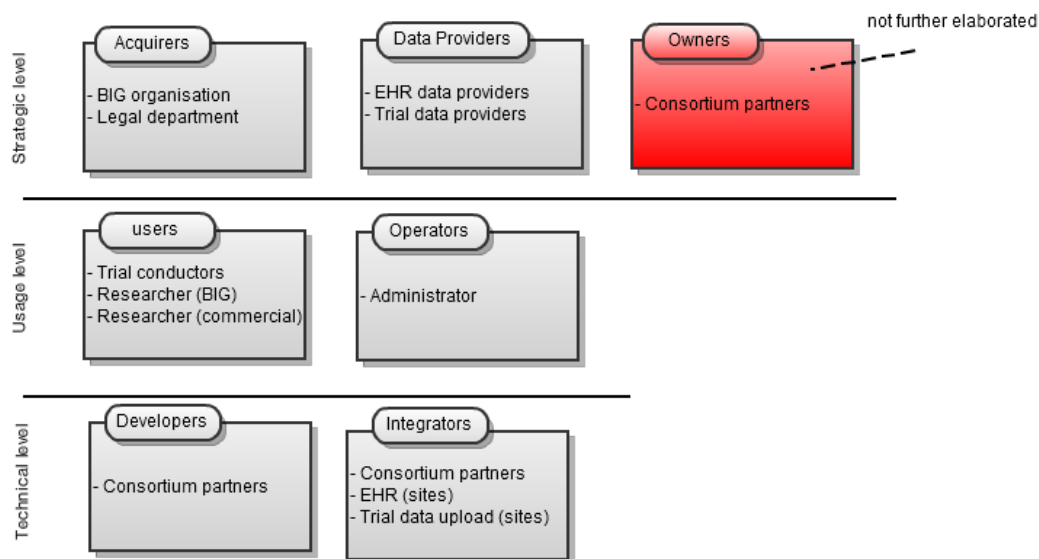 not further elaborated
Strategic level
Acquirers
- BIG organisation
- Legal department
Data Providers
- EHR data providers
- Trial data providers
Owners
- Consortium partners
Usage level
users
- Trial conductors
- Researcher (BIG)
- Researcher (commercial)
Operators
- Administrator
Technical level
Developers
- Consortium partners
Integrators
- Consortium partners
- EHR (sites)
- Trial data upload (sites)